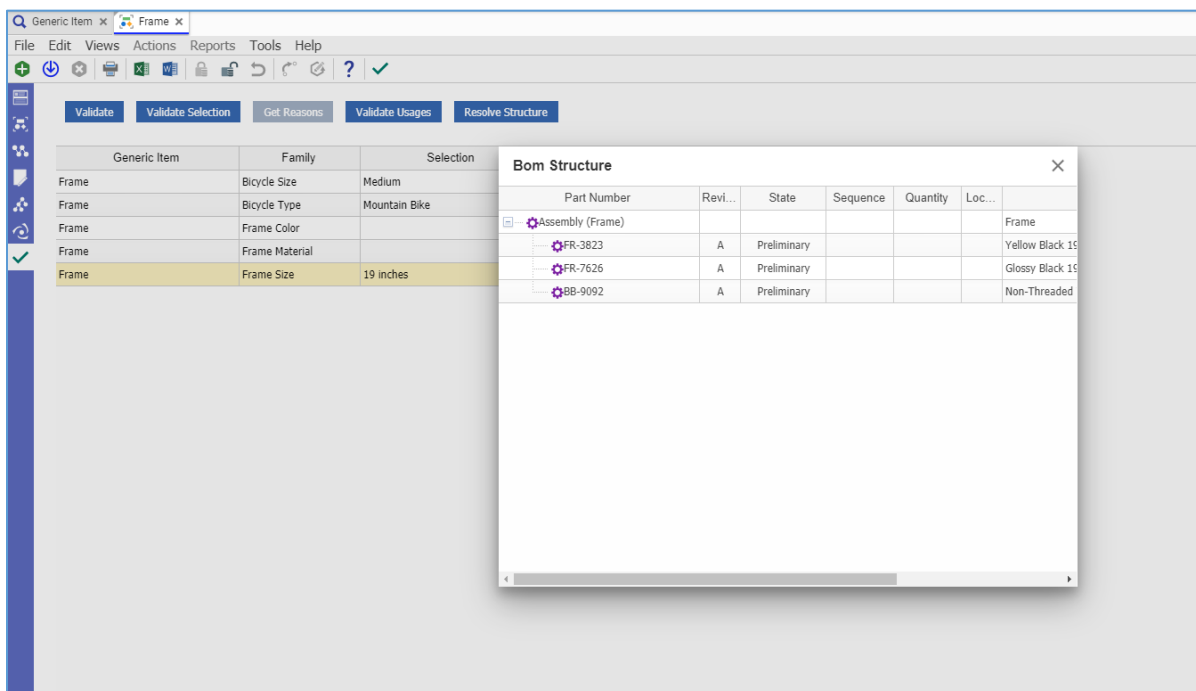 Generic Item × Frame ×
File Edit Views Actions Reports Tools Help
Validate Validate Selection Get Reasons Validate Usages Resolve Structure
Generic Item Family Selection
Frame Bicycle Size Medium
Frame Bicycle Type Mountain Bike
Frame Frame Color
Frame Frame Material
Frame Frame Size 19 inches
Bom Structure ×
Part Number Revi... State Sequence Quantity Loc...
Assembly (Frame) Frame
FR-3823 A Preliminary Yellow Black 19
FR-7626 A Preliminary Glossy Black 19
BB-9092 A Preliminary Non-Threaded